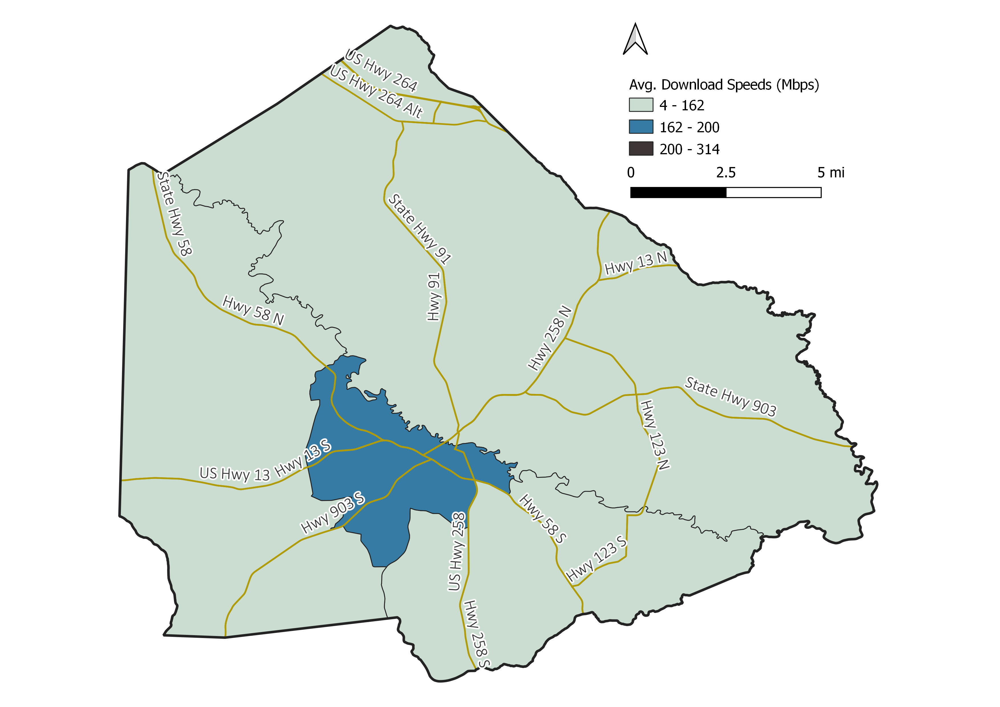 US Hwy 264
US Hwy 264 Alt
Avg. Download Speeds (Mbps)
4 - 162
162 - 200
200 - 314
0 2.5 5 mi
State Hwy 58
State Hwy 91
Hwy 13 N
Hwy 91
Hwy 58 N
Hwy 258 N
State Hwy 903
Hwy 123 N
Hwy 13 S
US Hwy 13
Hwy 903 S
Hwy 58 S
US Hwy 258
Hwy 123 S
Hwy 258 S